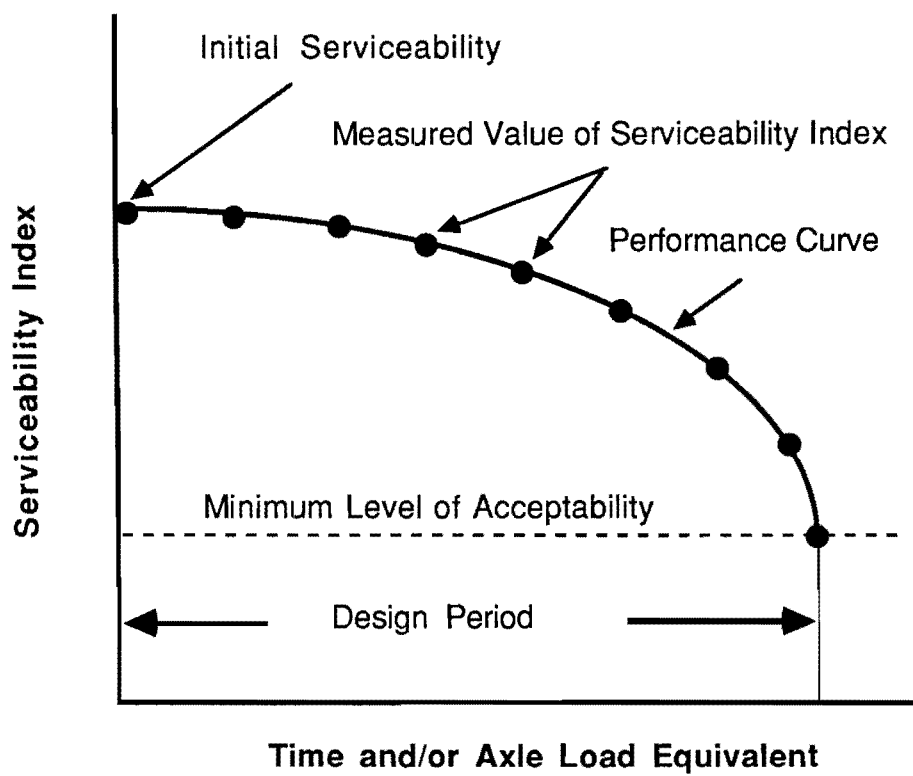 Initial Serviceability
Measured Value of Serviceability Index
Performance Curve
Serviceability Index
Minimum Level of Acceptability
Design Period
Time and/or Axle Load Equivalent